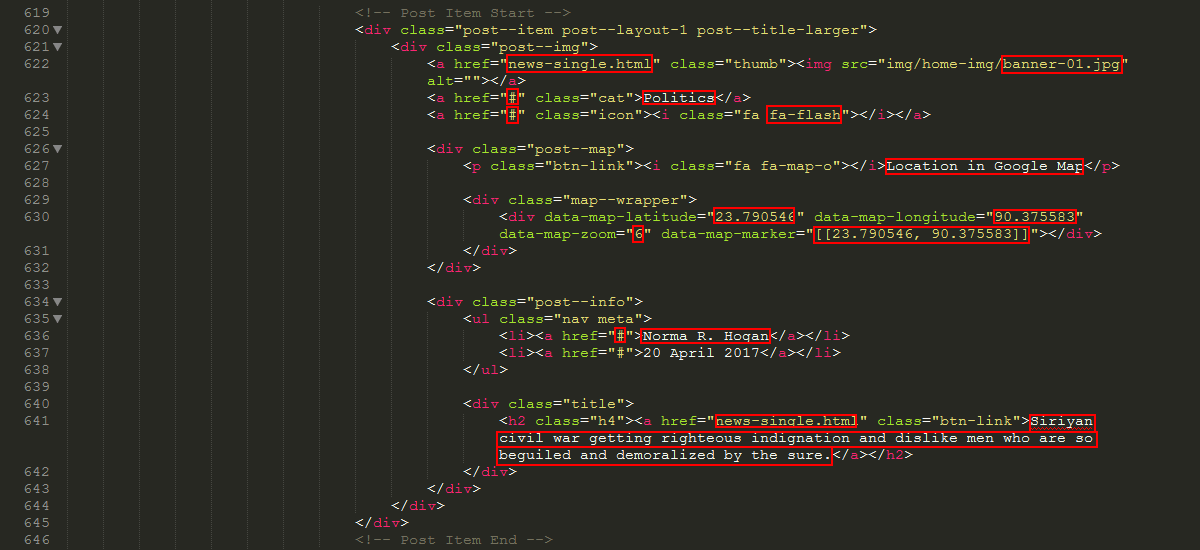 619 <!-- Post Item Start -->
620 <div class="post--item post--layout-1 post--title-larger">
621 <div class="post--img">
622 <a href="news-single.html" class="thumb"><img src="img/home-img/banner-01.jpg"
alt=""></a>
623 <a href="#" class="cat">Politics</a>
624 <a href="#" class="icon"><i class="fa fa-flash"></i></a>
625
626 <div class="post--map">
627 <p class="btn-link"><i class="fa fa-map-o"></i>Location in Google Map</p>
628
629 <div class="map--wrapper">
630 <div data-map-latitude="23.790546" data-map-longitude="90.375583"
data-map-zoom="6" data-map-marker="[[23.790546, 90.375583]]"></div>
631 </div>
632 </div>
633
634 <div class="post--info">
635 <ul class="nav meta">
636 <li><a href="#">Norma R. Hogan</a></li>
637 <li><a href="#">20 April 2017</a></li>
638 </ul>
639
640 <div class="title">
641 <h2 class="h4"><a href="news-single.html" class="btn-link">Siriyan
civil war getting righteous indignation and dislike men who are so
beguiled and demoralized by the sure.</a></h2>
642 </div>
643 </div>
644 </div>
645 </div>
646 <!-- Post Item End -->